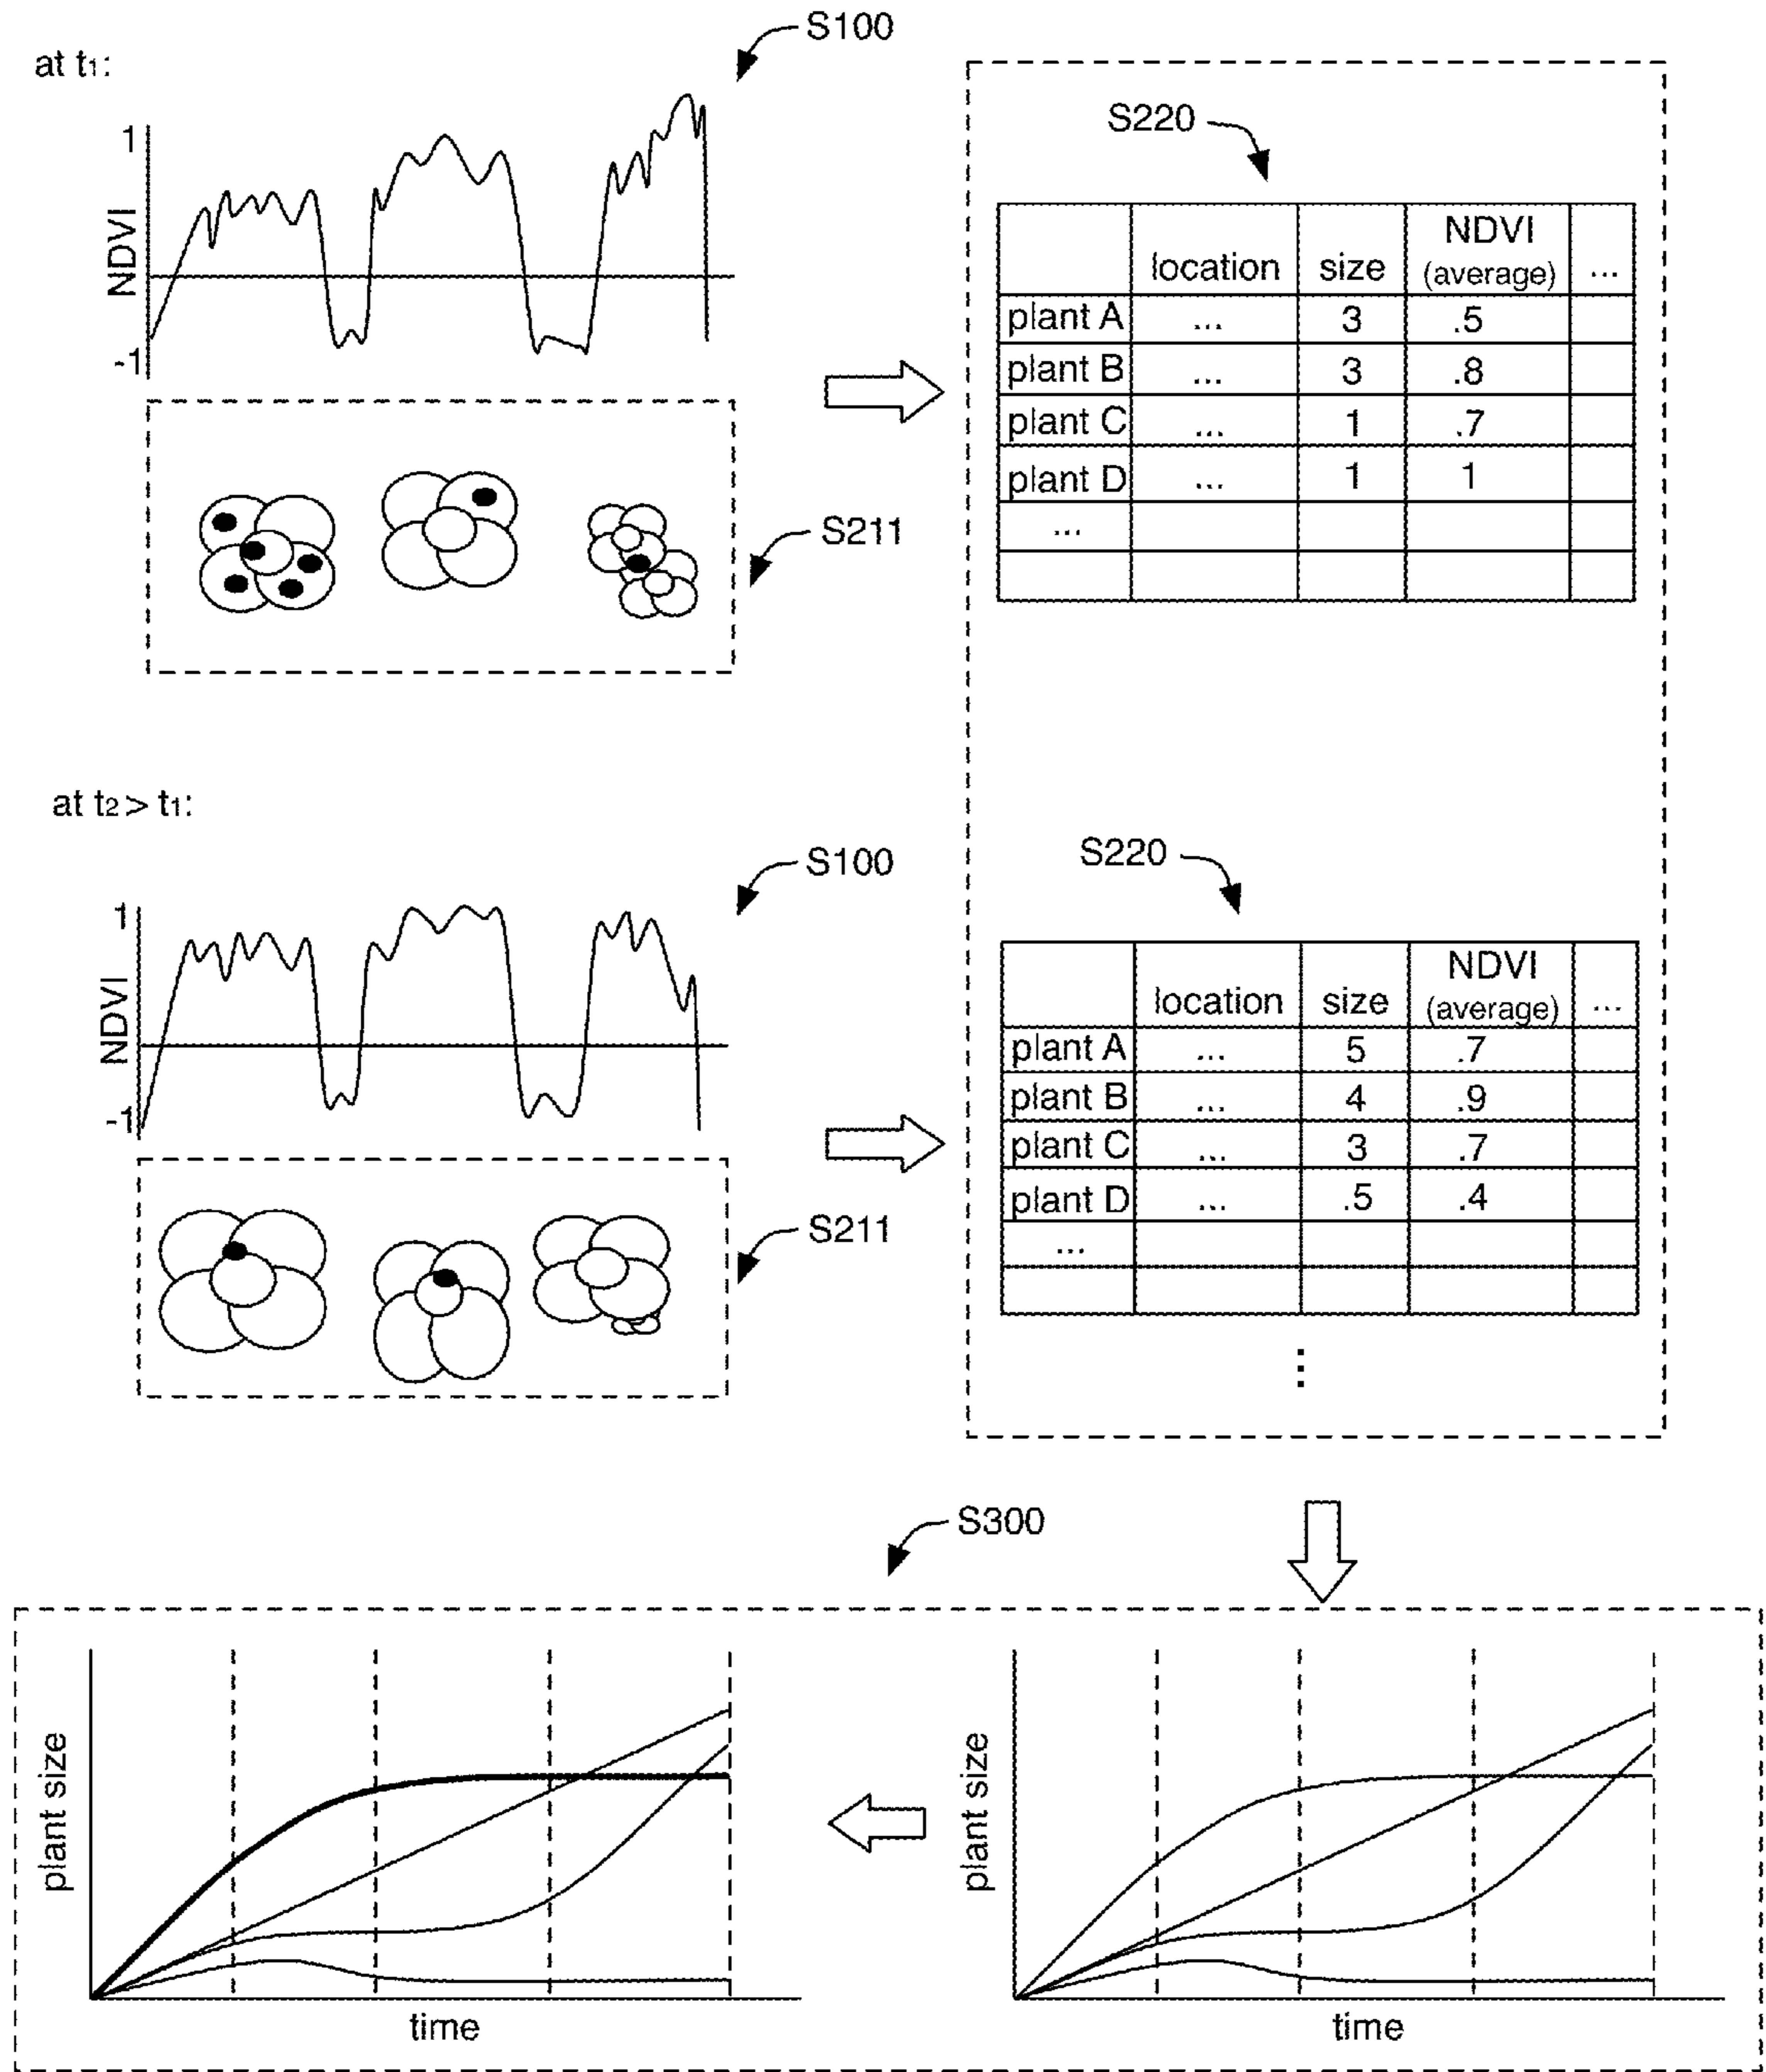 at t1:
S100
1
NDVI
-1
S211
S220
location size NDVI (average) ...
plant A ... 3 .5
plant B ... 3 .8
plant C ... 1 .7
plant D ... 1 1
...
at t2 > t1:
S100
1
NDVI
-1
S211
S220
location size NDVI (average) ...
plant A ... 5 .7
plant B ... 4 .9
plant C ... 3 .7
plant D ... .5 .4
...
S300
plant size
time
plant size
time